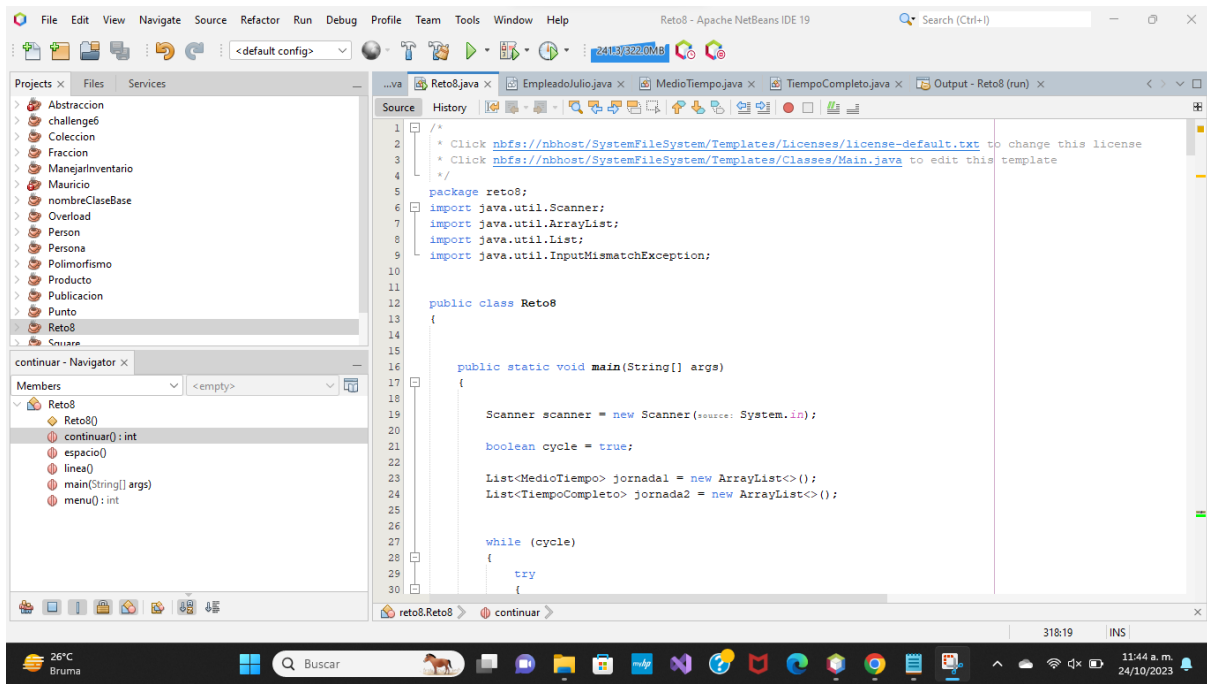 File Edit View Navigate Source Refactor Run Debug Profile Team Tools Window Help Reto8 - Apache NetBeans IDE 19 Search (Ctrl+I)
<default config> 241.3/322.0MB
Projects Files Services
Abstraccion
challenge6
Coleccion
Fraccion
ManejarInventario
Mauricio
nombreClaseBase
Overload
Person
Persona
Polimorfismo
Producto
Publicacion
Punto
Reto8
Square
continuar - Navigator
Members <empty>
Reto8
Reto8()
continuar() : int
espacio()
linea()
main(String[] args)
menu() : int
...va Reto8.java EmpleadoJulio.java MedioTiempo.java TiempoCompleto.java Output - Reto8 (run)
Source History
1 /*
2 * Click nbfs://nbhost/SystemFileSystem/Templates/Licenses/license-default.txt to change this license
3 * Click nbfs://nbhost/SystemFileSystem/Templates/Classes/Main.java to edit this template
4 */
5 package reto8;
6 import java.util.Scanner;
7 import java.util.ArrayList;
8 import java.util.List;
9 import java.util.InputMismatchException;
10
11
12 public class Reto8
13 {
14
15
16 public static void main(String[] args)
17 {
18
19 Scanner scanner = new Scanner(source: System.in);
20
21 boolean cycle = true;
22
23 List<MedioTiempo> jornada1 = new ArrayList<>();
24 List<TiempoCompleto> jornada2 = new ArrayList<>();
25
26
27 while (cycle)
28 {
29 try
30 {
reto8.Reto8 continuar
318:19 INS
26°C
Bruma
Buscar
mvhp
11:44 a. m.
24/10/2023